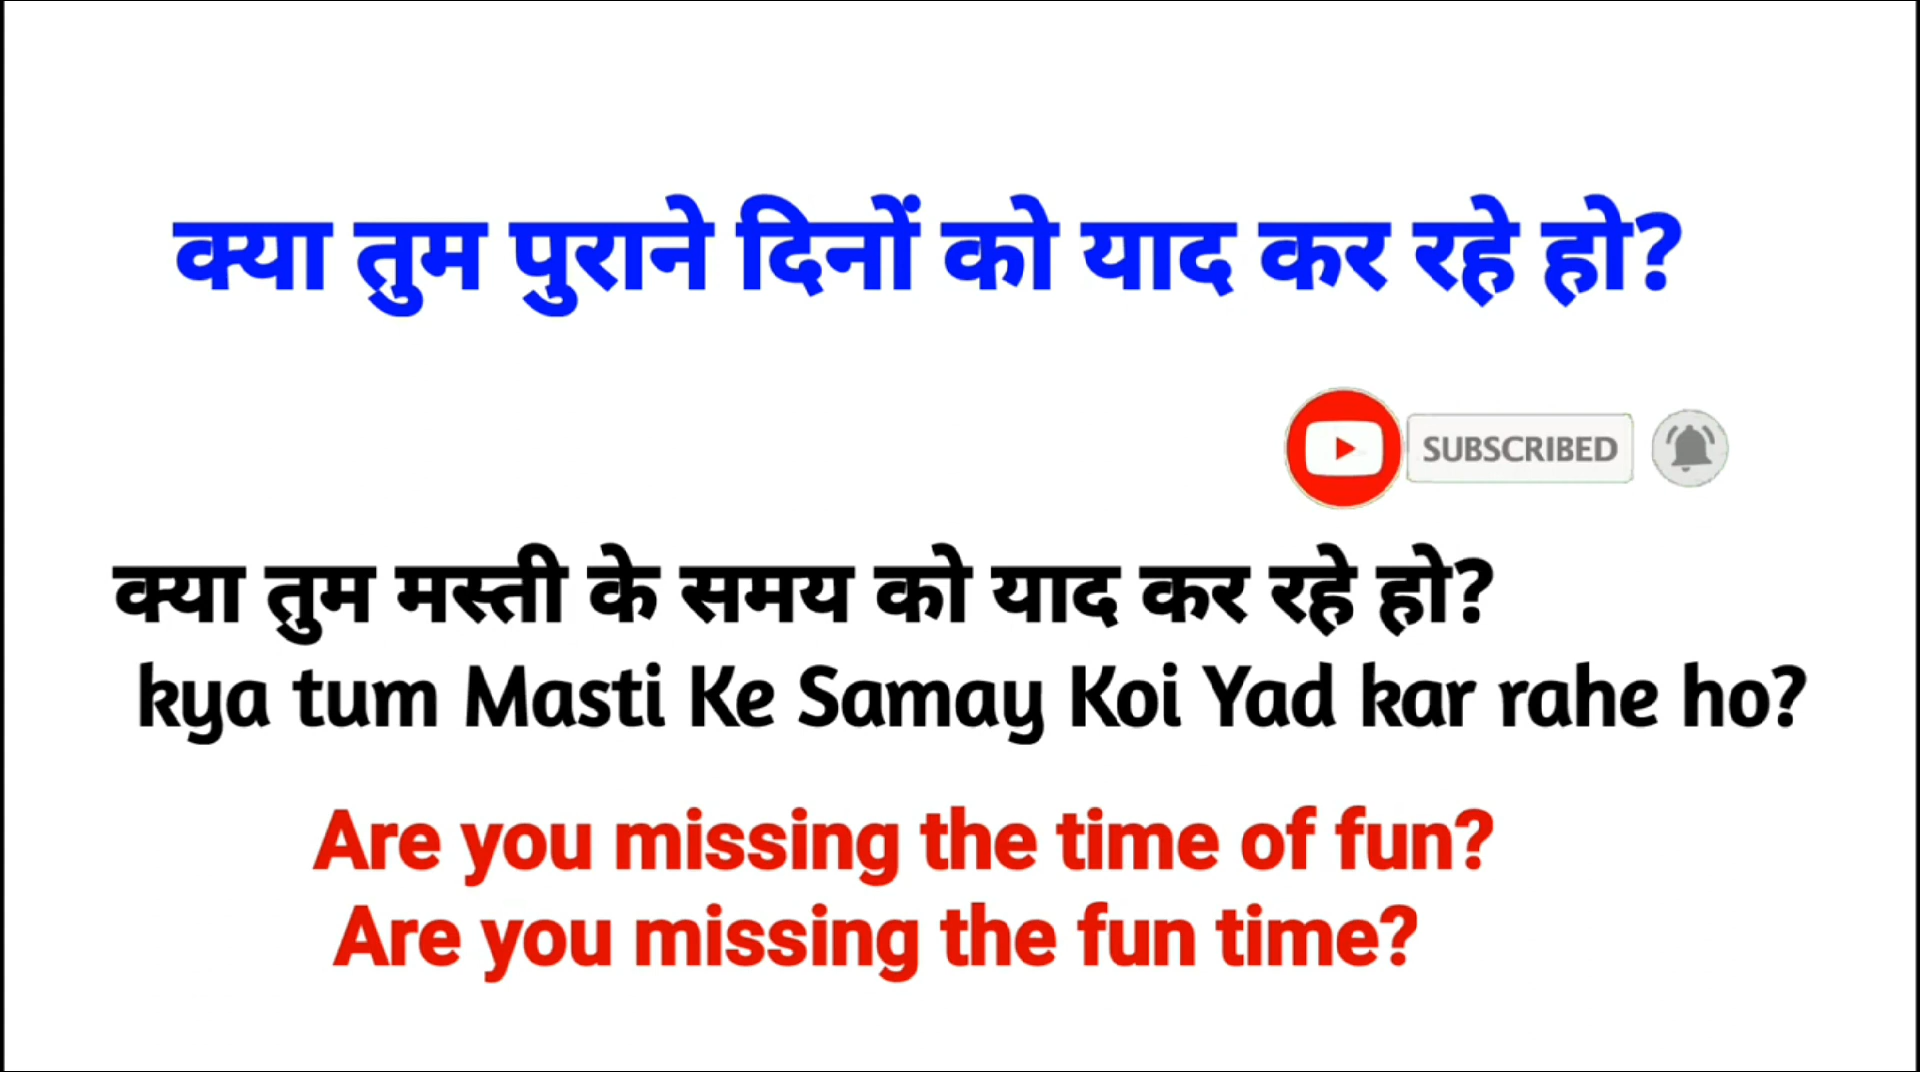 क्या तुम पुराने दिनों को याद कर रहे हो?
SUBSCRIBED
क्या तुम मस्ती के समय को याद कर रहे हो?
kya tum Masti Ke Samay Koi Yad kar rahe ho?
Are you missing the time of fun?
Are you missing the fun time?